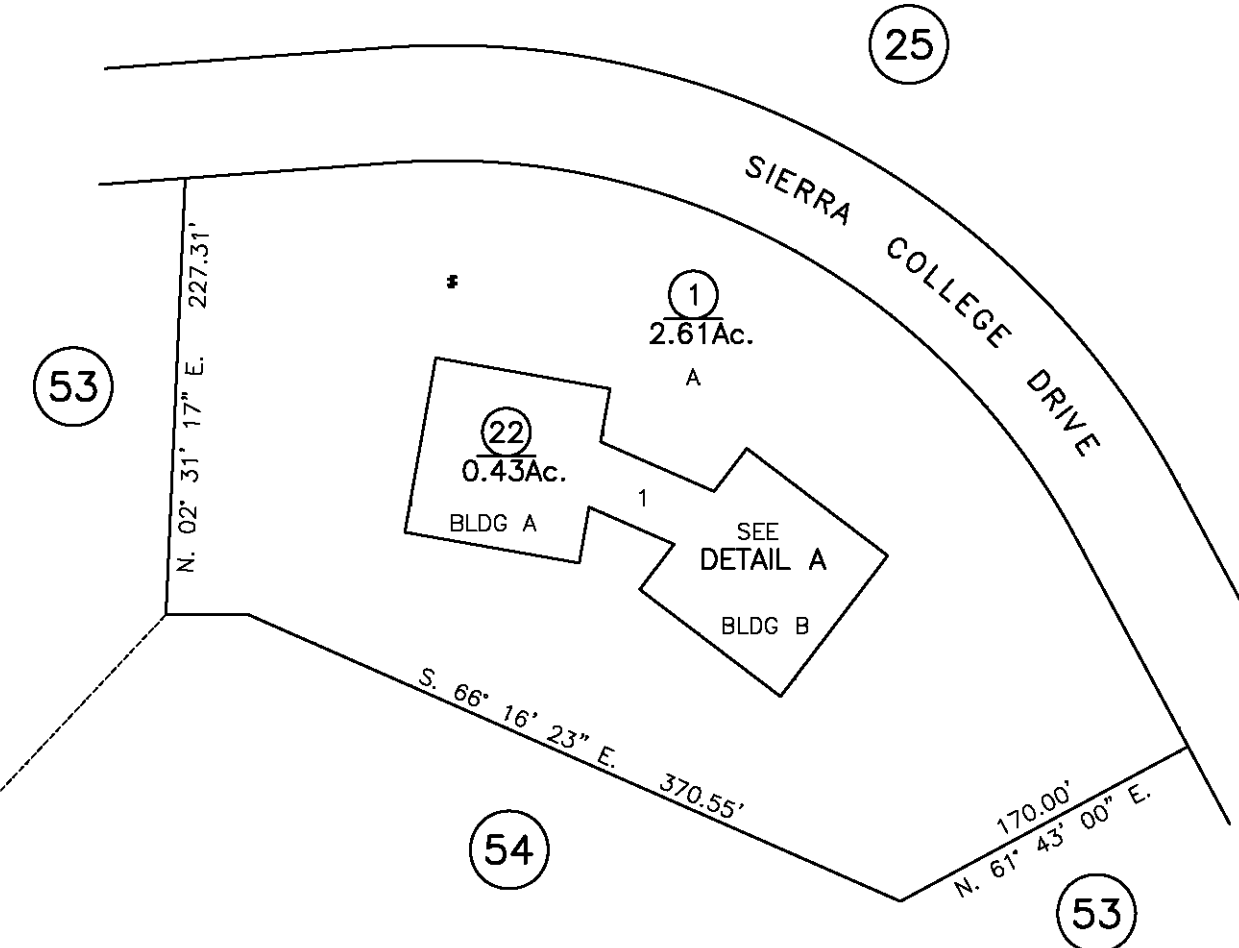 25
SIERRA COLLEGE DRIVE
227.31'
N. 02° 31' 17" E.
1
2.61Ac.
A
53
22
0.43Ac.
BLDG A
1
SEE
DETAIL A
BLDG B
S. 66° 16' 23" E. 370.55'
170.00'
N. 61° 43' 00" E.
54
53